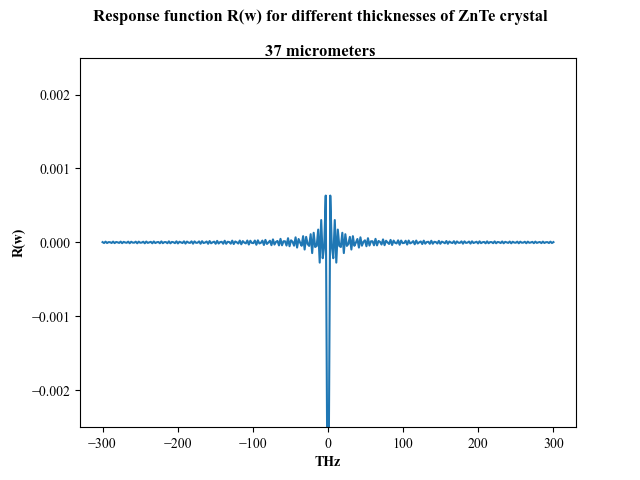 Response function R(w) for different thicknesses of ZnTe crystal
37 micrometers
0.002
0.001
0.000
−0.001
−0.002
R(w)
−300 −200 −100 0 100 200 300
THz